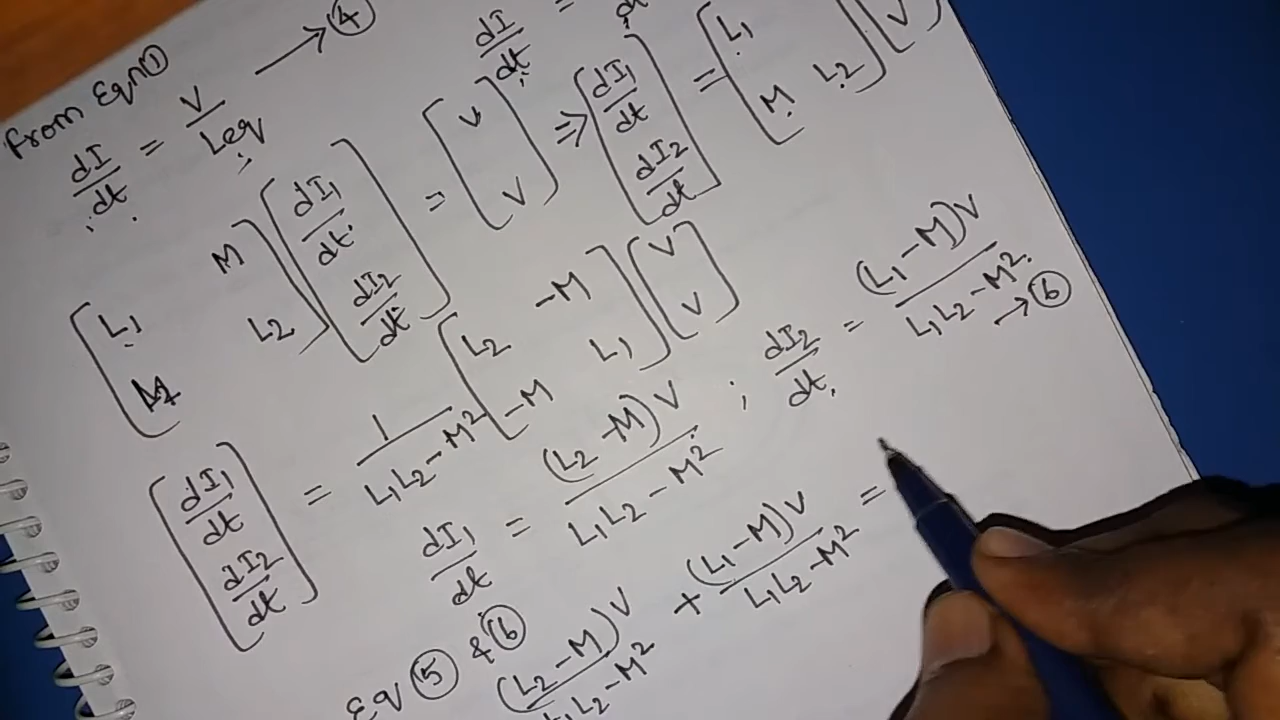 From Eqn①
dI/dt = V/Leq → ④
dI/dt =
[L1 M; L2] [dI1/dt; dI2/dt] = [V; V] ⇒ [dI1/dt; dI2/dt] = [L1; M L2] [V
[dI1/dt; dI2/dt] = 1/(L1L2 - M²) [L2 -M; -M L1] [V; V]
dI1/dt = (L2 - M)V/(L1L2 - M²) ; dI2/dt = (L1 - M)V/(L1L2 - M²) → ⑥
Eq ⑤ & ⑥
(L2 - M)V/(L1L2 - M²) + (L1 - M)V/(L1L2 - M²) =